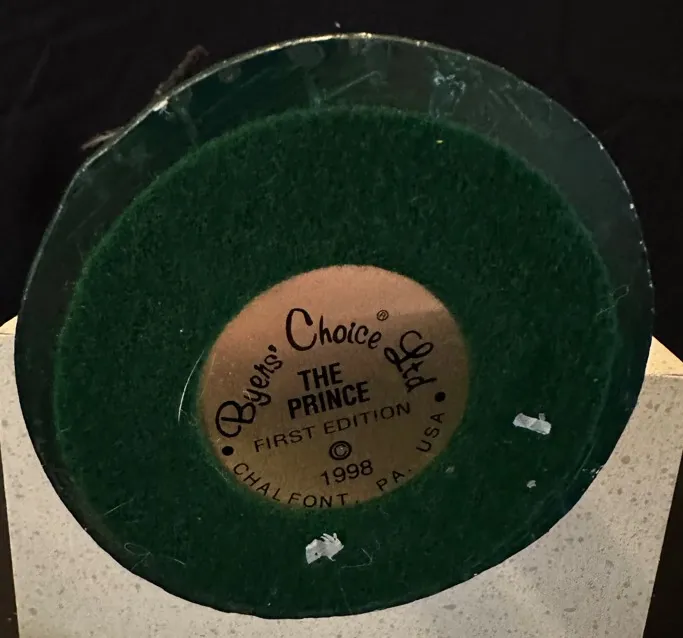 Byers' Choice® Ltd
THE
PRINCE
FIRST EDITION
©
1998
• CHALFONT, PA. USA •